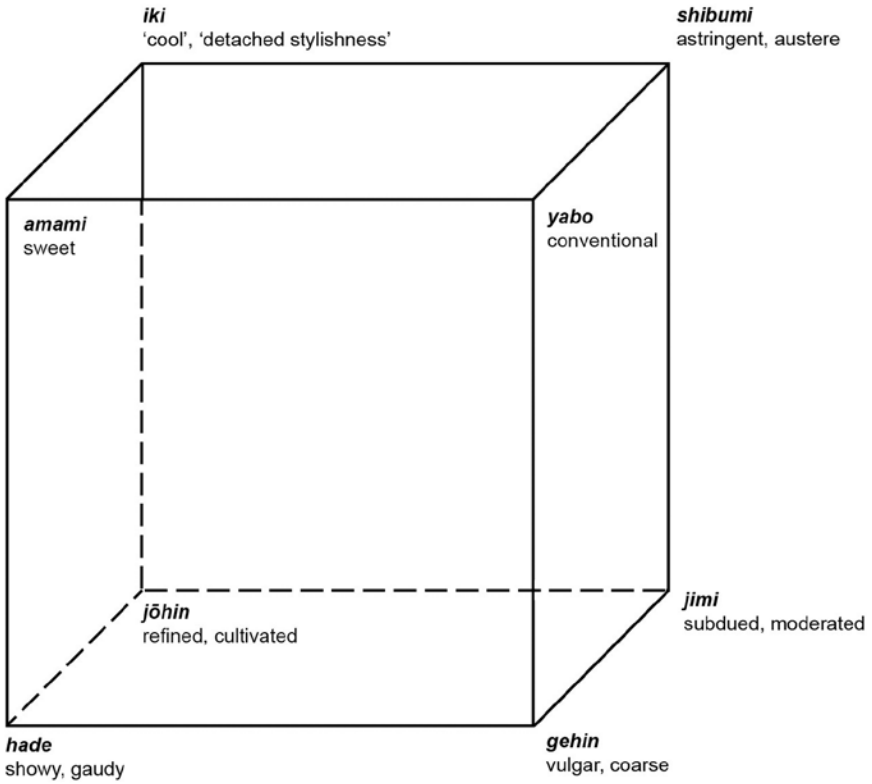 iki
‘cool’, ‘detached stylishness’
shibumi
astringent, austere
amami
sweet
yabo
conventional
jōhin
refined, cultivated
jimi
subdued, moderated
hade
showy, gaudy
gehin
vulgar, coarse